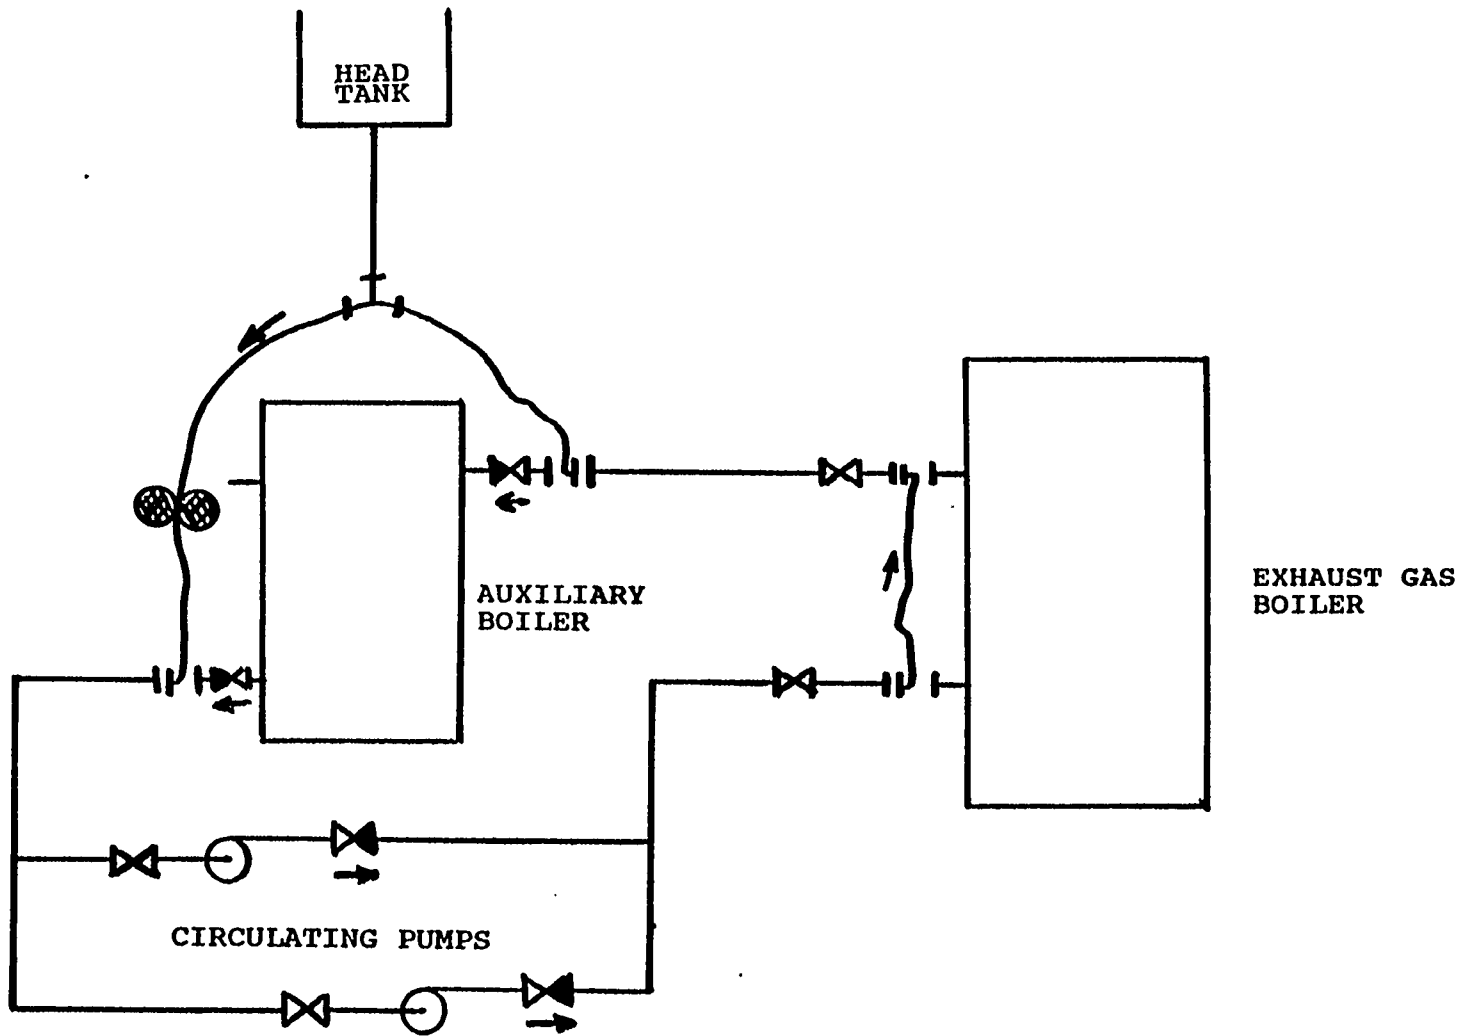 HEAD
TANK
AUXILIARY
BOILER
EXHAUST GAS
BOILER
CIRCULATING PUMPS